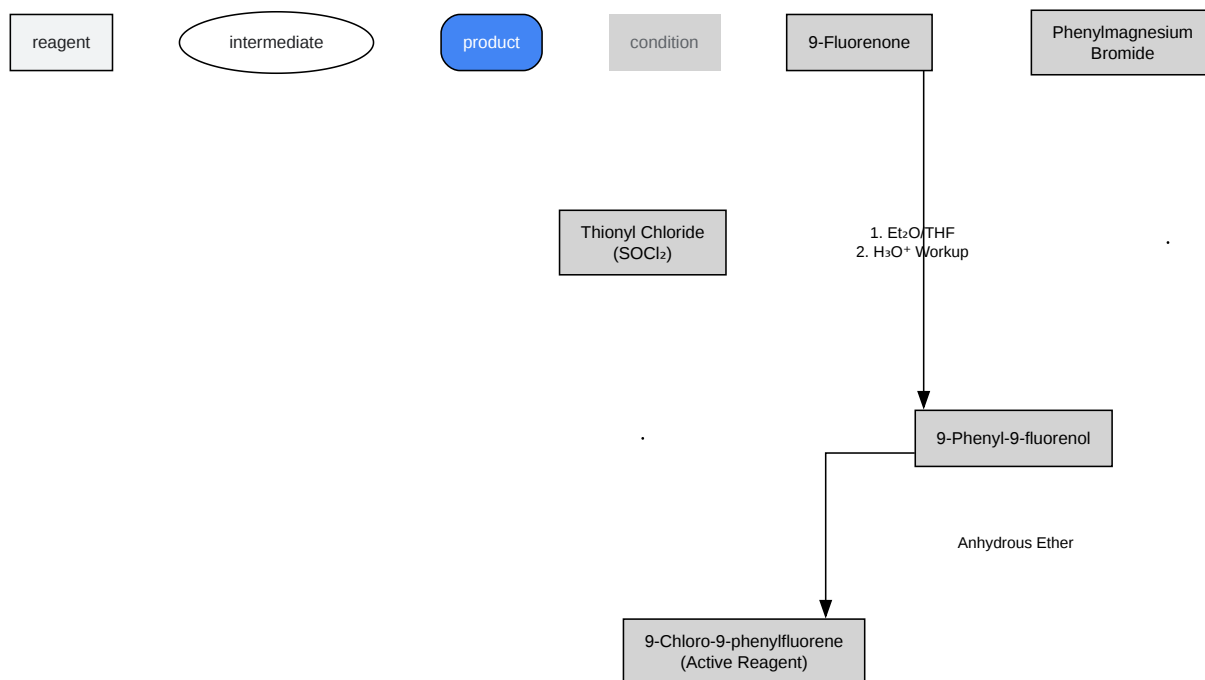 reagent
intermediate
product
condition
9-Fluorenone
Phenylmagnesium
Bromide
Thionyl Chloride
(SOCl₂)
1. Et₂O/THF
2. H₃O⁺ Workup
9-Phenyl-9-fluorenol
Anhydrous Ether
9-Chloro-9-phenylfluorene
(Active Reagent)